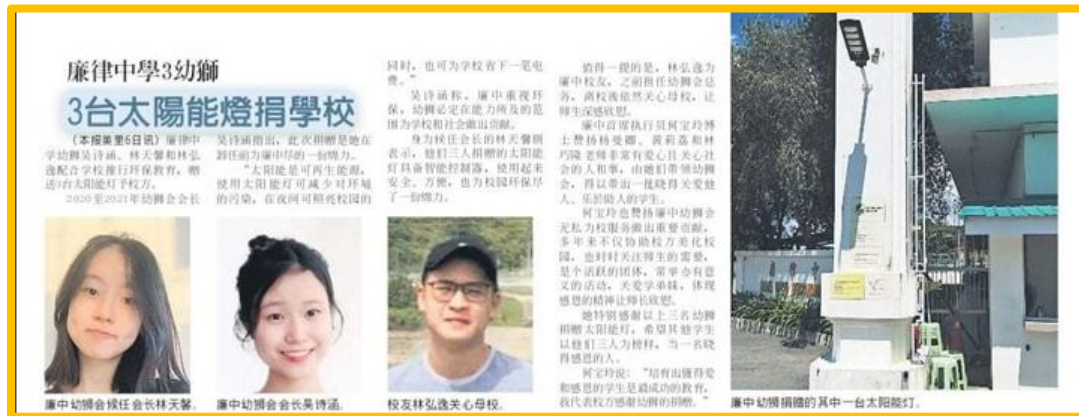 廉律中學3幼獅
3台太陽能燈捐學校
(本报美里6日讯)廉律中
学幼狮吴诗涵、林天馨和林弘
逸配合学校推行环保教育，赠
送3台太阳能灯予校方。
2020至2021年幼狮会会长
吴诗涵指出，此次捐赠是她在
卸任前为廉中尽的一份绵力。
“太阳能是可再生能源，
使用太阳能灯可减少对环境
的污染，在夜间可照亮校园的
同时，也可为学校省下一笔电
费。”
吴诗涵称，廉中重视环
保，幼狮必定在能力所及的范
围为学校和社会做出贡献。
身为候任会长的林天馨则
表示，他们三人捐赠的太阳能
灯具备智能控制器，使用起来
安全、方便，也为校园环保尽
了一份绵力。
值得一提的是，林弘逸为
廉中校友，之前担任幼狮会总
务，离校后依然关心母校，让
师生深感欣慰。
廉中首席执行员何宝玲博
士赞扬杨曼卿、黄莉荔和林
巧隆老师非常有爱心且关心社
会的人和事，由她们带领幼狮
会，得以带出一批晓得关爱他
人、乐於助人的学生。
何宝玲也赞扬廉中幼狮会
无私为校服务做出重要贡献，
多年来不仅协助校方美化校
园，也时时关注师生的需要，
是个活跃的团体，常举办有意
义的活动，关爱学弟妹，体现
感恩的精神让师长欣慰。
她特别感谢以上三名幼狮
捐赠太阳能灯，希望其他学生
以他们三人为榜样，当一名晓
得感恩的人。
何宝玲说：“培育出懂得爱
和感恩的学生是最成功的教育，
我代表校方感谢幼狮的捐赠。”
廉中幼狮会候任会长林天馨。
廉中幼狮会会长吴诗涵。
校友林弘逸关心母校。
廉中幼狮捐赠的其中一台太阳能灯。